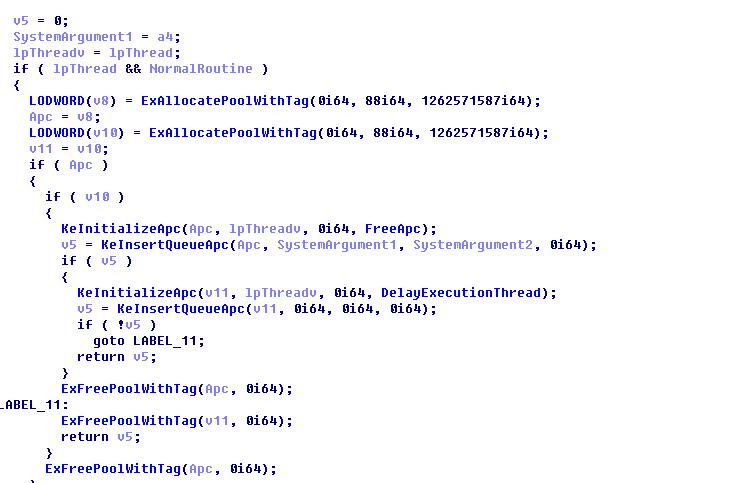 v5 = 0;
SystemArgument1 = a4;
lpThreadv = lpThread;
if ( lpThread && NormalRoutine )
{
LODWORD(v8) = ExAllocatePoolWithTag(0i64, 88i64, 1262571587i64);
Apc = v8;
LODWORD(v10) = ExAllocatePoolWithTag(0i64, 88i64, 1262571587i64);
v11 = v10;
if ( Apc )
{
if ( v10 )
{
KeInitializeApc(Apc, lpThreadv, 0i64, FreeApc);
v5 = KeInsertQueueApc(Apc, SystemArgument1, SystemArgument2, 0i64);
if ( v5 )
{
KeInitializeApc(v11, lpThreadv, 0i64, DelayExecutionThread);
v5 = KeInsertQueueApc(v11, 0i64, 0i64, 0i64);
if ( !v5 )
goto LABEL_11;
return v5;
}
ExFreePoolWithTag(Apc, 0i64);
LABEL_11:
ExFreePoolWithTag(v11, 0i64);
return v5;
}
ExFreePoolWithTag(Apc, 0i64);